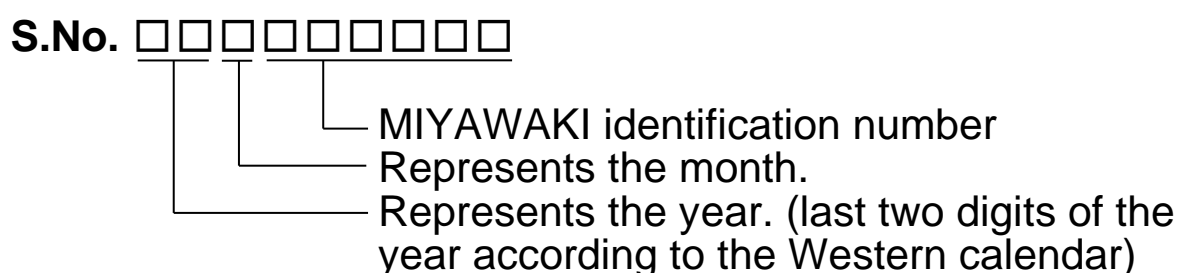 S.No. □□□□□□□□□
MIYAWAKI identification number
Represents the month.
Represents the year. (last two digits of the
year according to the Western calendar)